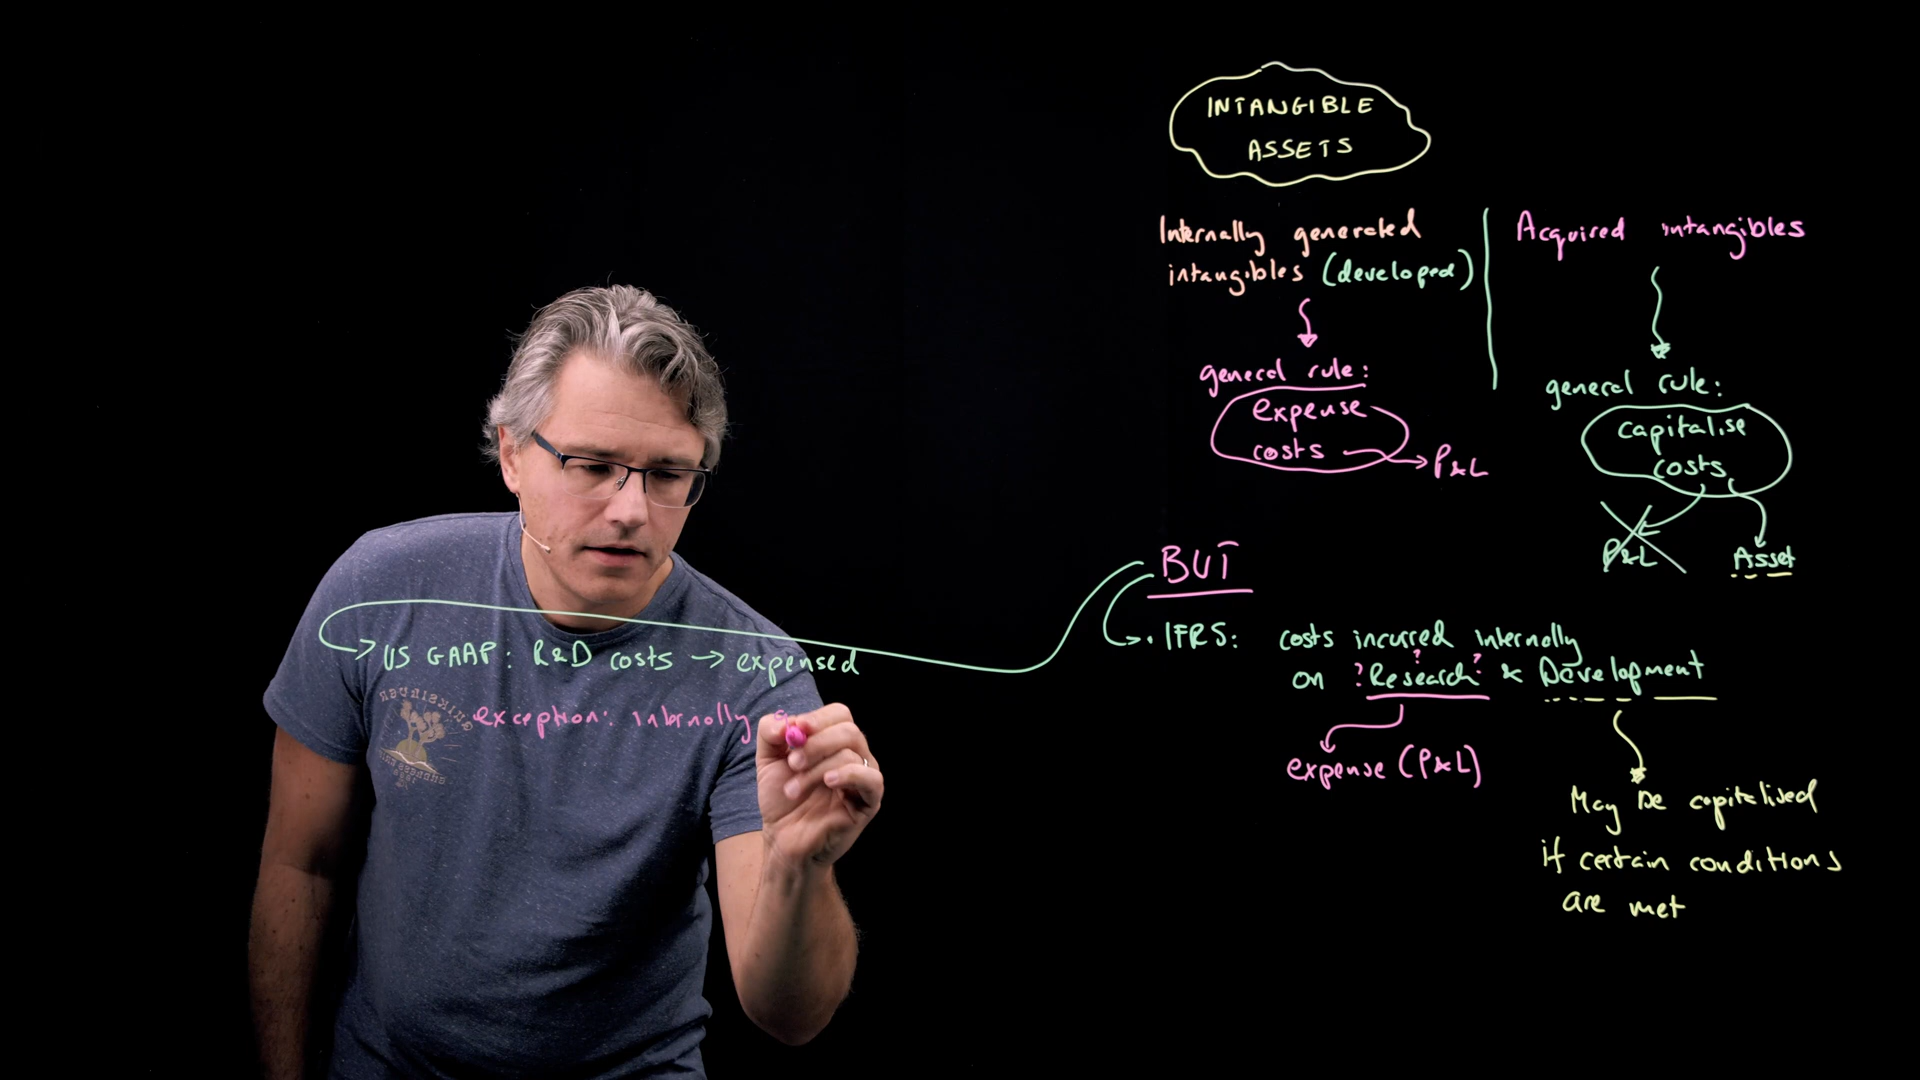 INTANGIBLE
ASSETS
Internally generated
intangibles (developed)
general rule:
expense
costs → P&L
Acquired intangibles
general rule:
capitalise
costs
P&L Asset
BUT
• IFRS: costs incurred internally
on ? Research ? & Development
? ?
expense (P&L)
May be capitalised
if certain conditions
are met
US GAAP: R&D costs → expensed
exception: internally